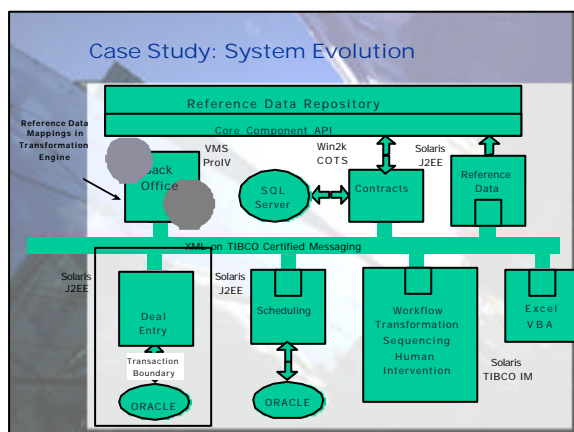 Case Study: System Evolution
Reference Data Repository
Core Component API
Reference Data
Mappings in
Transformation
Engine
VMS
ProIV
Back
Office
Win2k
COTS
Solaris
J2EE
SQL
Server
Contracts
Reference
Data
XML on TIBCO Certified Messaging
Solaris
J2EE
Deal
Entry
Transaction
Boundary
ORACLE
Solaris
J2EE
Scheduling
ORACLE
Workflow
Transformation
Sequencing
Human
Intervention
Solaris
TIBCO IM
Excel
VBA